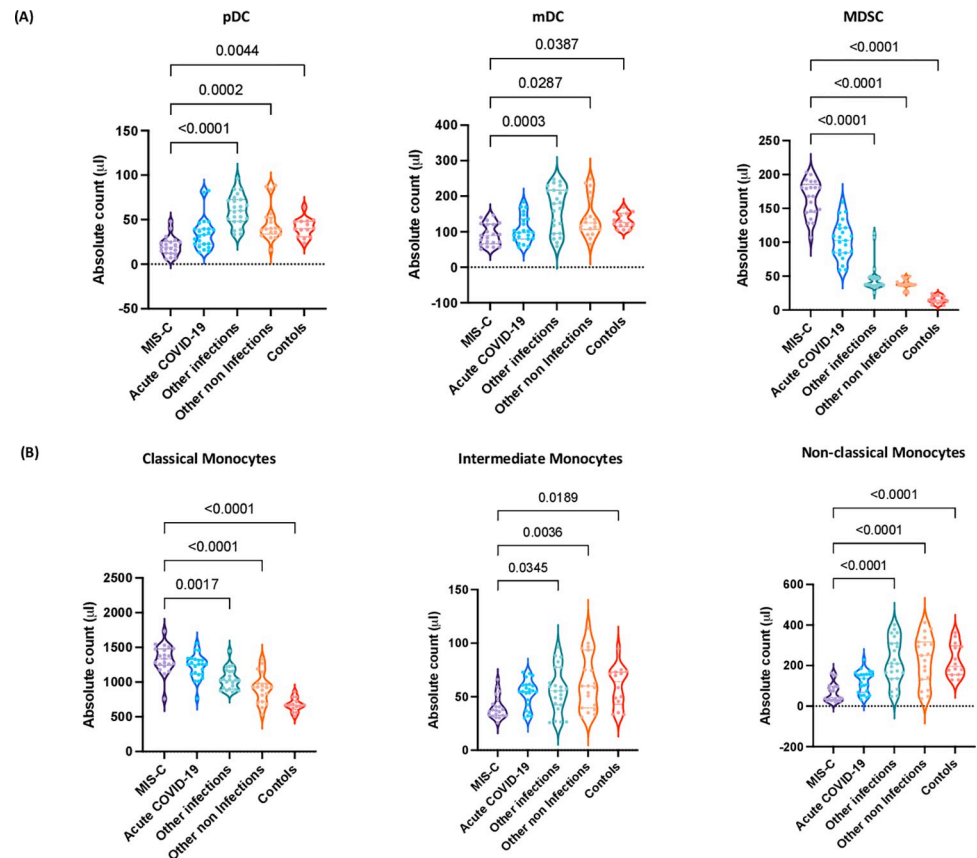 (A)
pDC
mDC
MDSC
0.0044
0.0002
<0.0001
Absolute count (µl)
150
100
50
0
-50
MIS-C
Acute COVID-19
Other infections
Other non Infections
Contols
0.0387
0.0287
0.0003
Absolute count (µl)
400
300
200
100
0
-100
MIS-C
Acute COVID-19
Other infections
Other non Infections
Contols
<0.0001
<0.0001
<0.0001
Absolute count (µl)
250
200
150
100
50
0
MIS-C
Acute COVID-19
Other infections
Other non Infections
Contols
(B)
Classical Monocytes
Intermediate Monocytes
Non-classical Monocytes
<0.0001
<0.0001
0.0017
Absolute count (µl)
2500
2000
1500
1000
500
0
MIS-C
Acute COVID-19
Other infections
Other non Infections
Contols
0.0189
0.0036
0.0345
Absolute count (µl)
150
100
50
0
MIS-C
Acute COVID-19
Other infections
Other non Infections
Contols
<0.0001
<0.0001
<0.0001
Absolute count (µl)
600
400
200
0
-200
MIS-C
Acute COVID-19
Other infections
Other non Infections
Contols